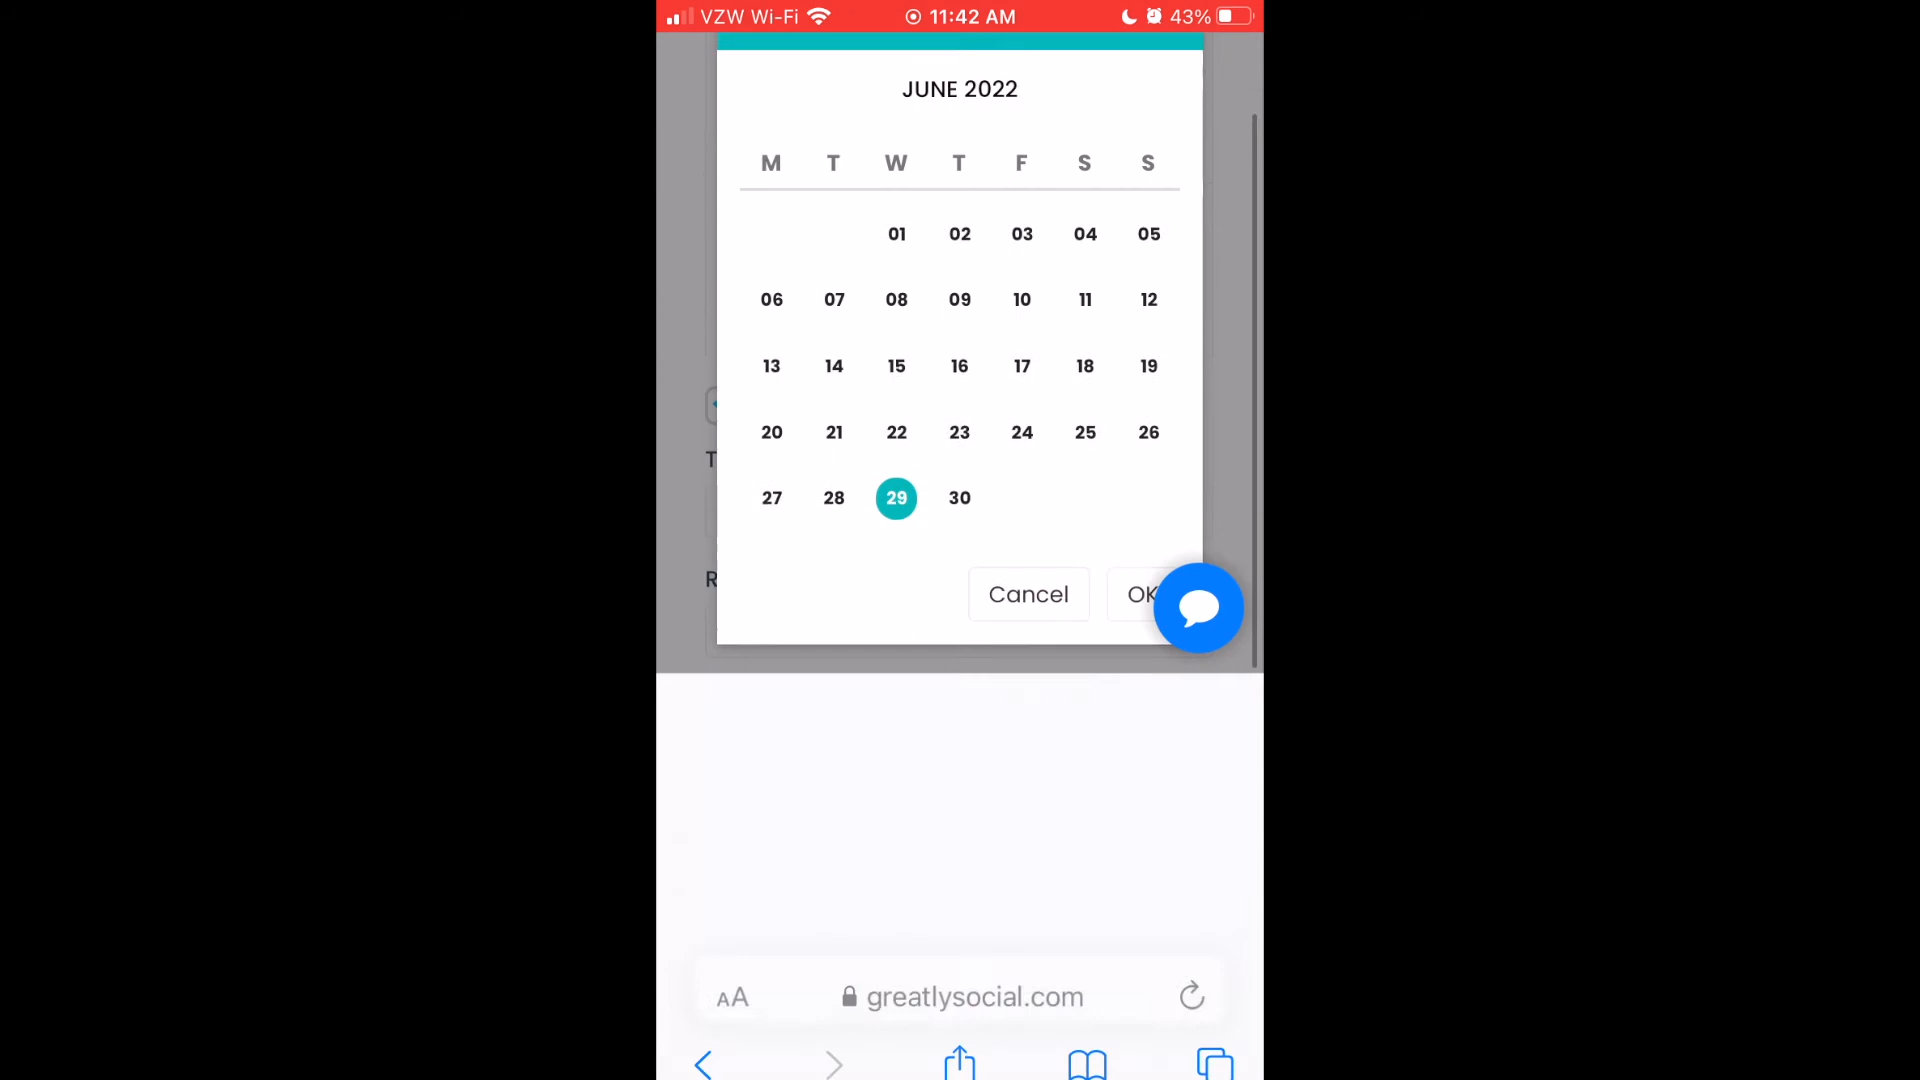 VZW Wi-Fi 11:42 AM 43%
JUNE 2022
M T W T F S S
01 02 03 04 05
06 07 08 09 10 11 12
13 14 15 16 17 18 19
20 21 22 23 24 25 26
T
27 28 29 30
R
Cancel OK
AA greatlysocial.com